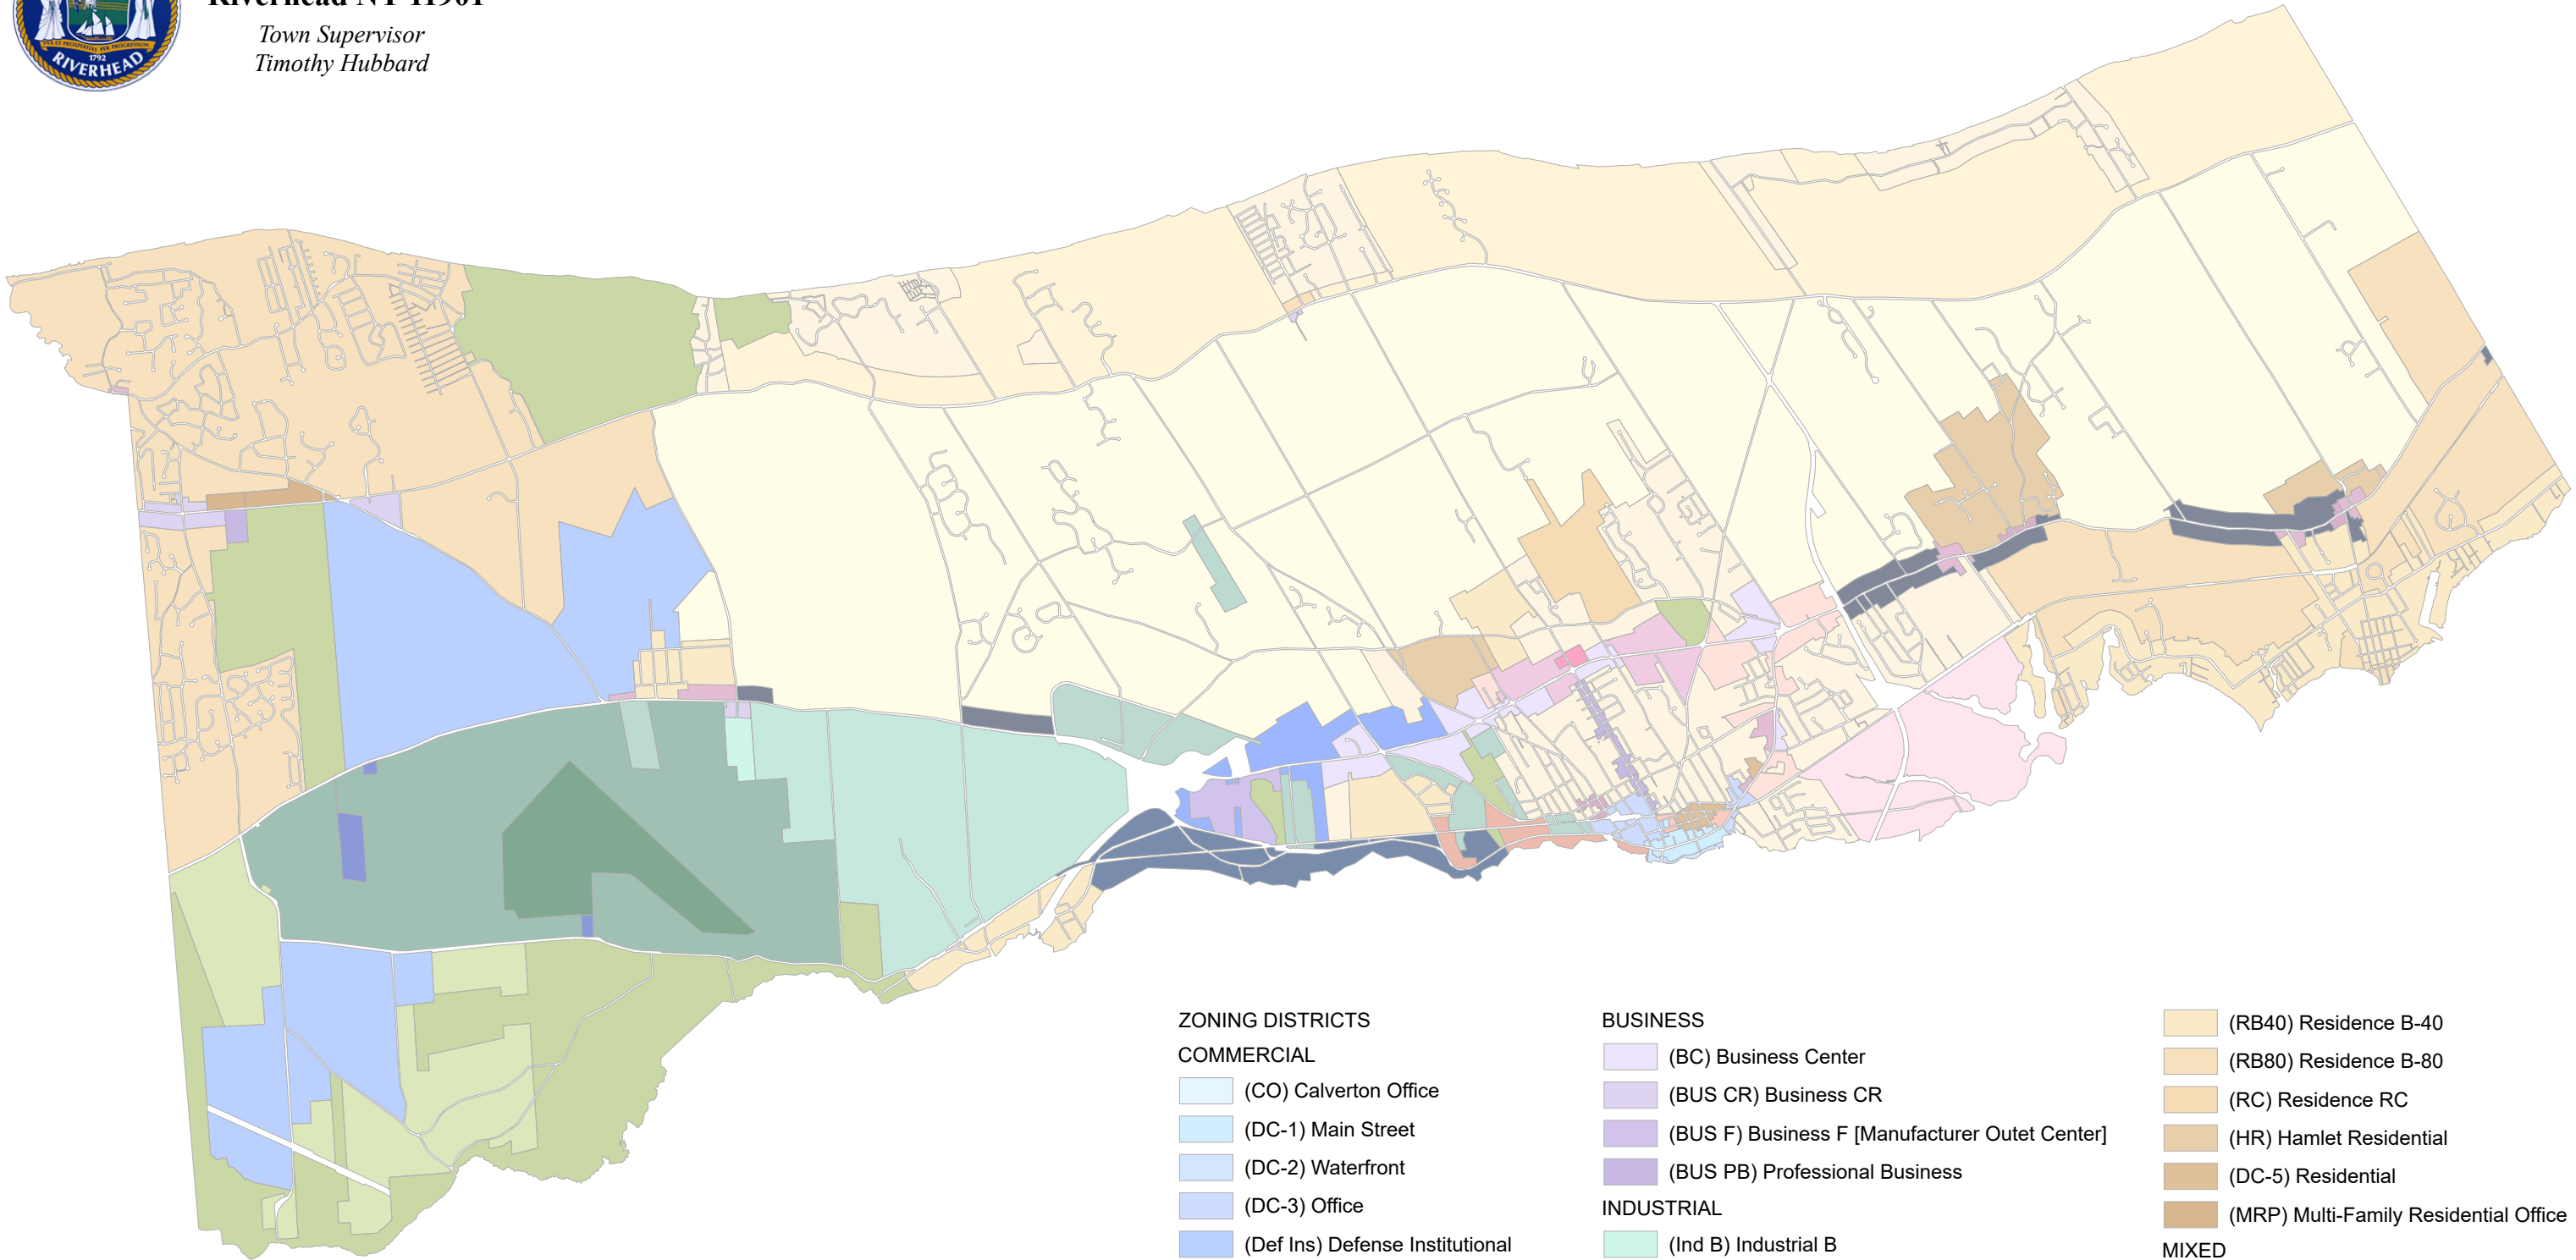 Riverhead NY 11901
Town Supervisor
Timothy Hubbard
1792
RIVERHEAD
ZONING DISTRICTS
COMMERCIAL
(CO) Calverton Office
(DC-1) Main Street
(DC-2) Waterfront
(DC-3) Office
(Def Ins) Defense Institutional
BUSINESS
(BC) Business Center
(BUS CR) Business CR
(BUS F) Business F [Manufacturer Outet Center]
(BUS PB) Professional Business
INDUSTRIAL
(Ind B) Industrial B
(RB40) Residence B-40
(RB80) Residence B-80
(RC) Residence RC
(HR) Hamlet Residential
(DC-5) Residential
(MRP) Multi-Family Residential Office
MIXED